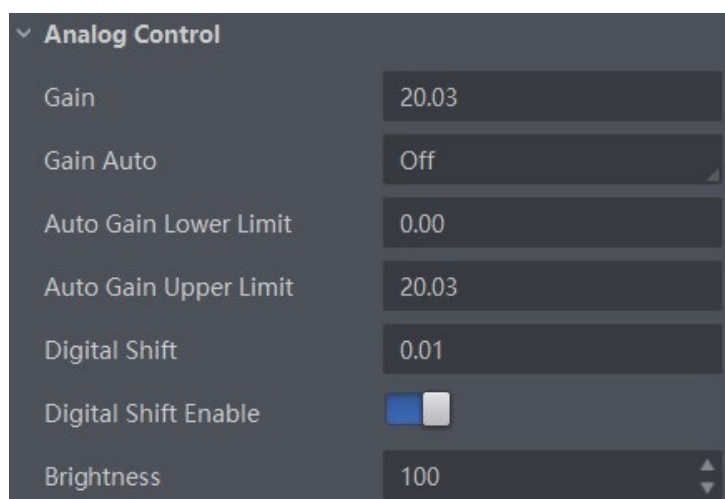 Analog Control
Gain 20.03
Gain Auto Off
Auto Gain Lower Limit 0.00
Auto Gain Upper Limit 20.03
Digital Shift 0.01
Digital Shift Enable
Brightness 100